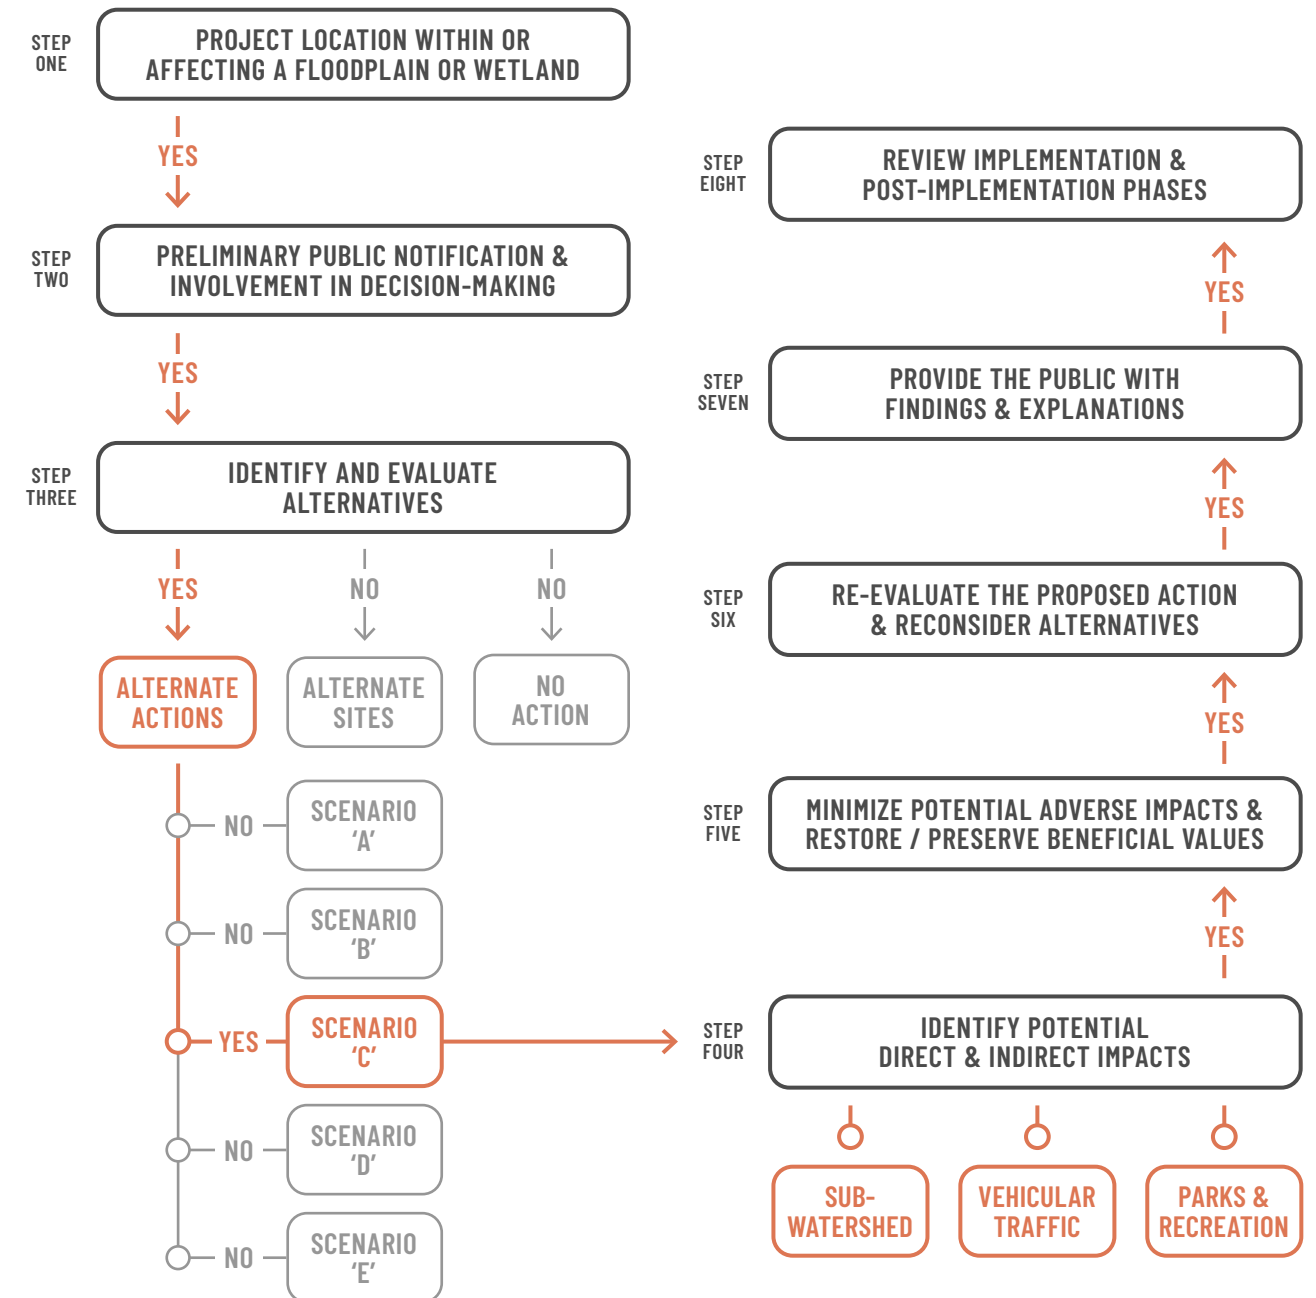 STEP
ONE
PROJECT LOCATION WITHIN OR
AFFECTING A FLOODPLAIN OR WETLAND
YES
STEP
TWO
PRELIMINARY PUBLIC NOTIFICATION &
INVOLVEMENT IN DECISION-MAKING
YES
STEP
THREE
IDENTIFY AND EVALUATE
ALTERNATIVES
YES
NO
NO
ALTERNATE
ACTIONS
ALTERNATE
SITES
NO
ACTION
NO
SCENARIO
‘A’
NO
SCENARIO
‘B’
YES
SCENARIO
‘C’
NO
SCENARIO
‘D’
NO
SCENARIO
‘E’
STEP
EIGHT
REVIEW IMPLEMENTATION &
POST-IMPLEMENTATION PHASES
YES
STEP
SEVEN
PROVIDE THE PUBLIC WITH
FINDINGS & EXPLANATIONS
YES
STEP
SIX
RE-EVALUATE THE PROPOSED ACTION
& RECONSIDER ALTERNATIVES
YES
STEP
FIVE
MINIMIZE POTENTIAL ADVERSE IMPACTS &
RESTORE / PRESERVE BENEFICIAL VALUES
YES
STEP
FOUR
IDENTIFY POTENTIAL
DIRECT & INDIRECT IMPACTS
SUB-
WATERSHED
VEHICULAR
TRAFFIC
PARKS &
RECREATION